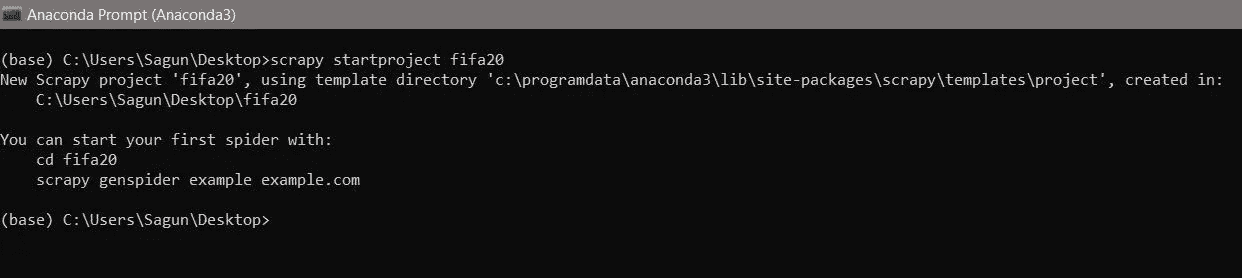 Anaconda Prompt (Anaconda3)
(base) C:\Users\Sagun\Desktop>scrapy startproject fifa20
New Scrapy project 'fifa20', using template directory 'c:\programdata\anaconda3\lib\site-packages\scrapy\templates\project', created in:
    C:\Users\Sagun\Desktop\fifa20
You can start your first spider with:
    cd fifa20
    scrapy genspider example example.com
(base) C:\Users\Sagun\Desktop>